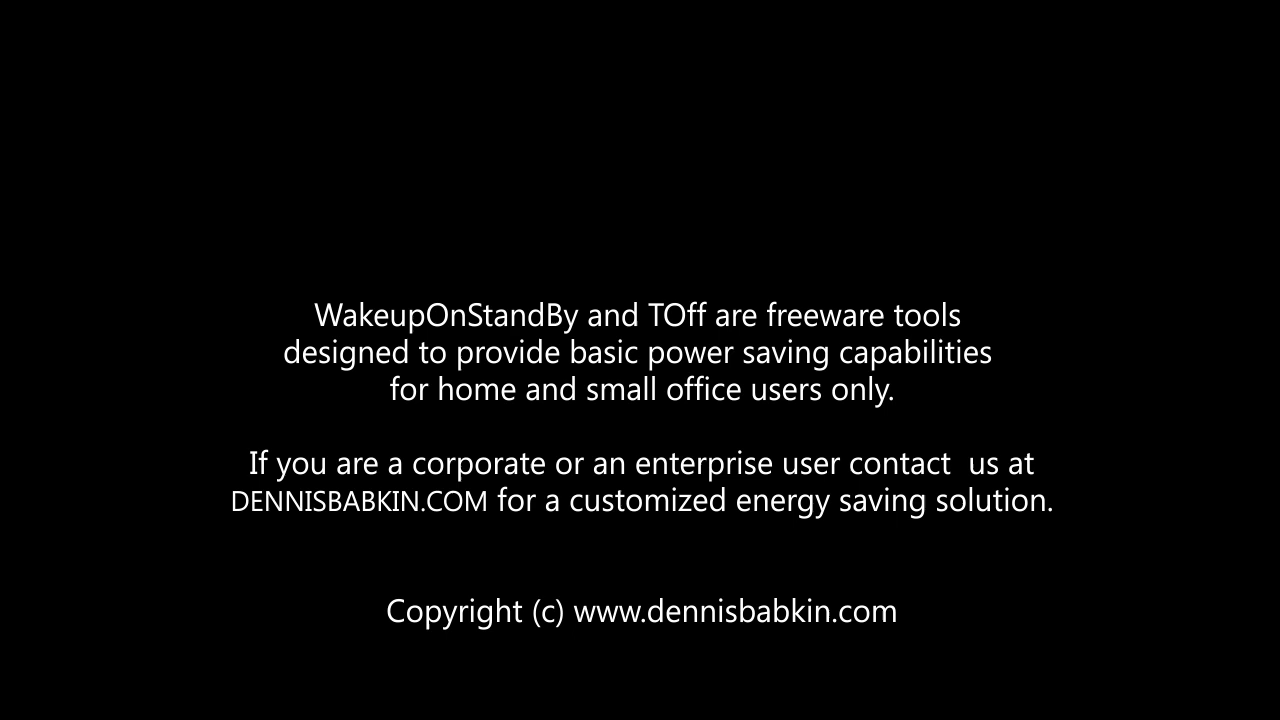 WakeupOnStandBy and TOff are freeware tools
designed to provide basic power saving capabilities
for home and small office users only.
If you are a corporate or an enterprise user contact  us at
DENNISBABKIN.COM for a customized energy saving solution.
Copyright (c) www.dennisbabkin.com